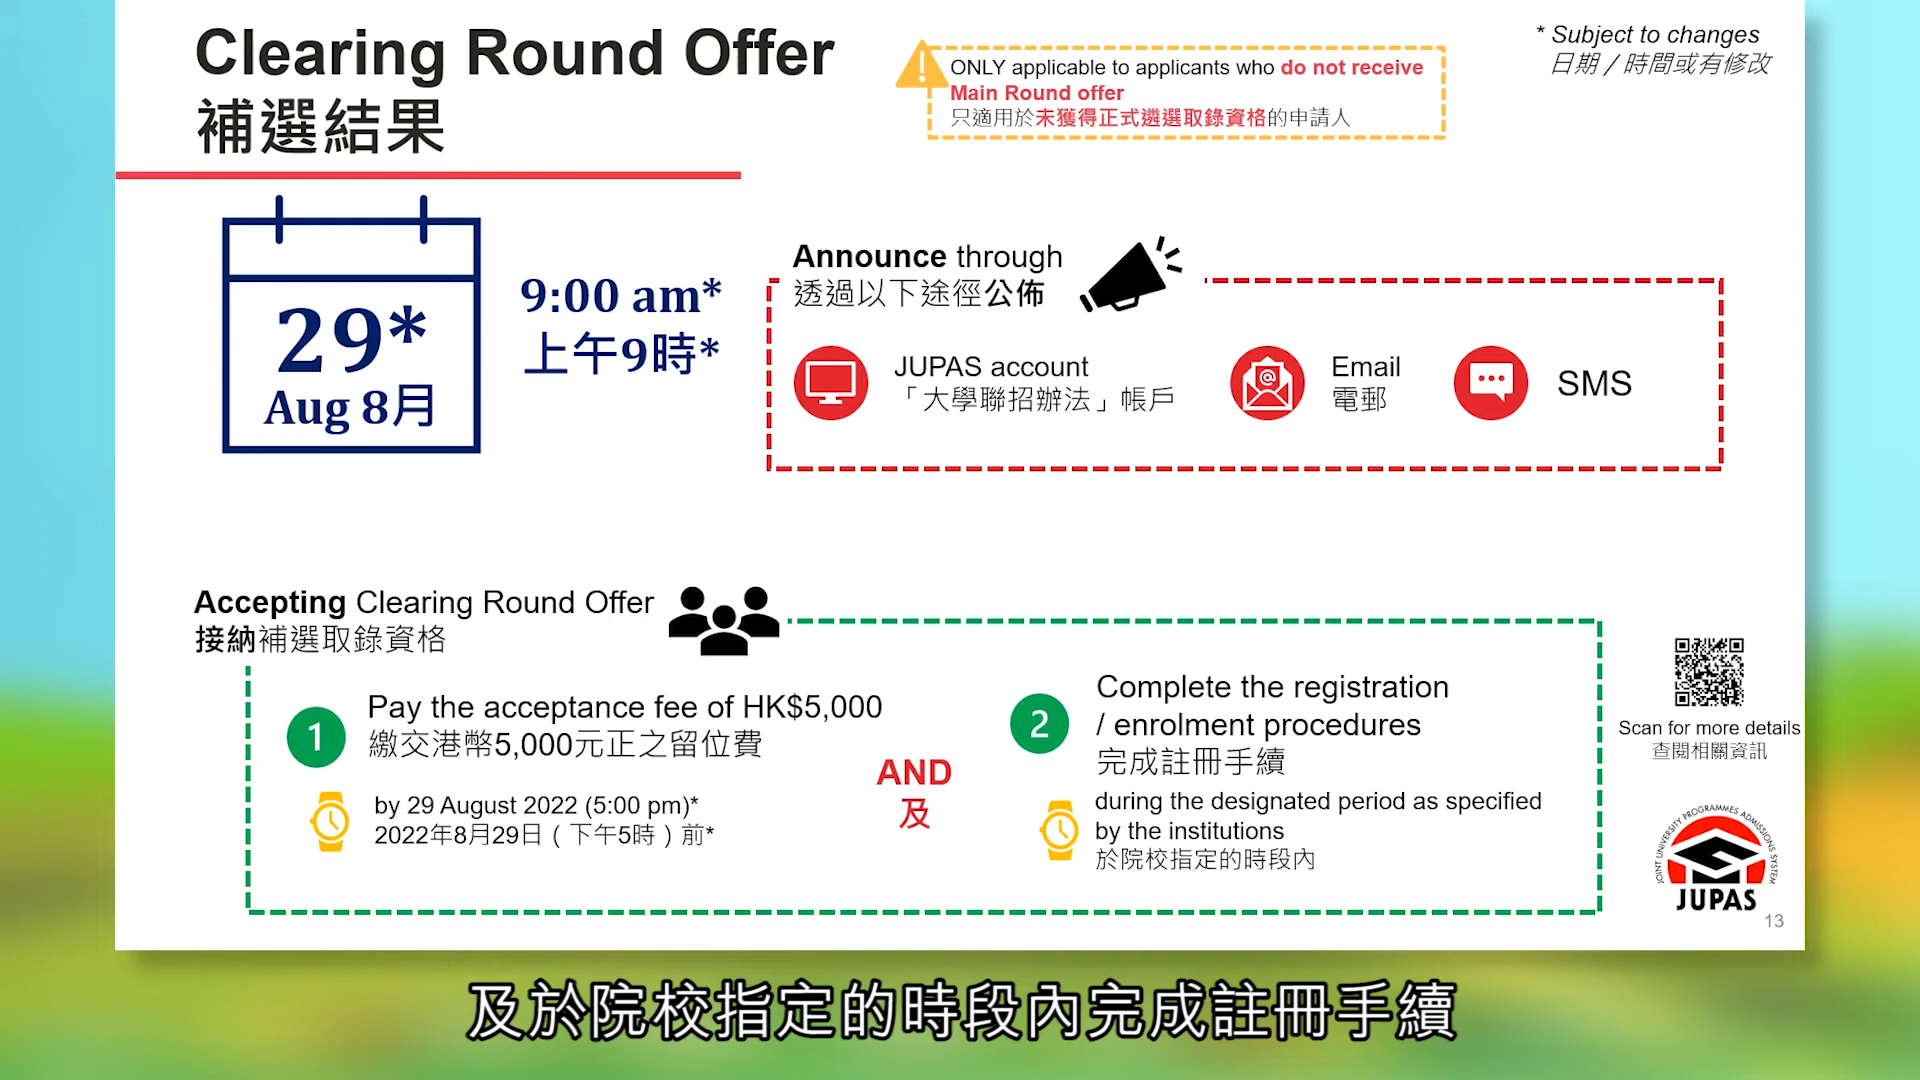 Clearing Round Offer
補選結果
ONLY applicable to applicants who do not receive
Main Round offer
只適用於未獲得正式遴選取錄資格的申請人
* Subject to changes
日期 / 時間或有修改
29*
Aug 8月
9:00 am*
上午9時*
Announce through
透過以下途徑公佈
JUPAS account
「大學聯招辦法」帳戶
Email
電郵
SMS
Accepting Clearing Round Offer
接納補選取錄資格
1
Pay the acceptance fee of HK$5,000
繳交港幣5,000元正之留位費
by 29 August 2022 (5:00 pm)*
2022年8月29日（下午5時）前*
AND
及
2
Complete the registration
/ enrolment procedures
完成註冊手續
during the designated period as specified
by the institutions
於院校指定的時段內
Scan for more details
查閱相關資訊
JOINT UNIVERSITY PROGRAMMES ADMISSIONS SYSTEM
JUPAS
13
及於院校指定的時段內完成註冊手續